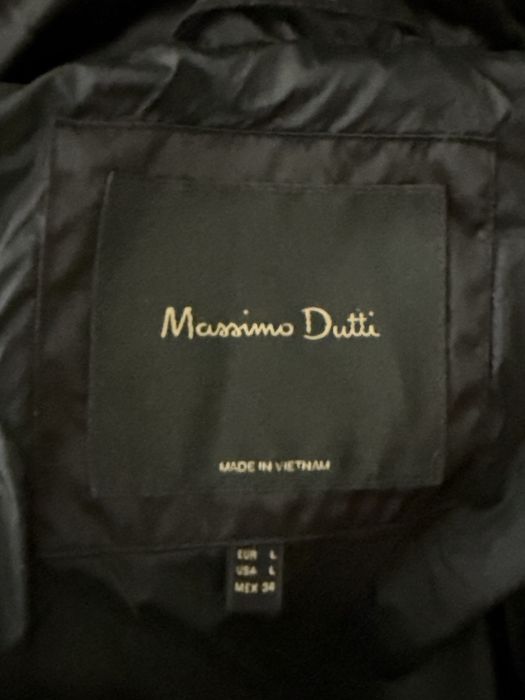 Massimo Dutti
MADE IN VIETNAM
EUR L
USA L
MEX 34